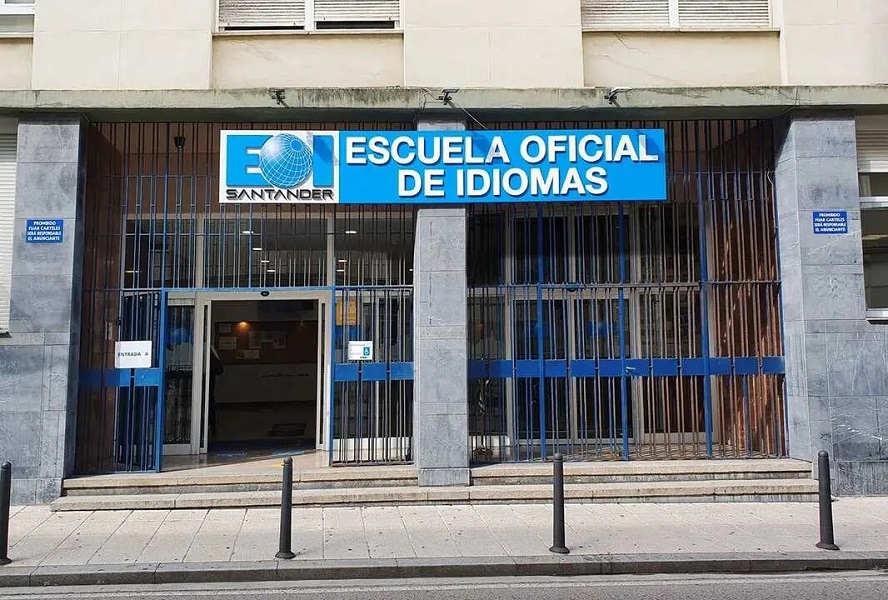 EOI
SANTANDER
ESCUELA OFICIAL
DE IDIOMAS
PROHIBIDO
FIJAR CARTELES
SERÁ RESPONSABLE
EL ANUNCIANTE
ENTRADA A
PROHIBIDO
FIJAR CARTELES
SERÁ RESPONSABLE
EL ANUNCIANTE